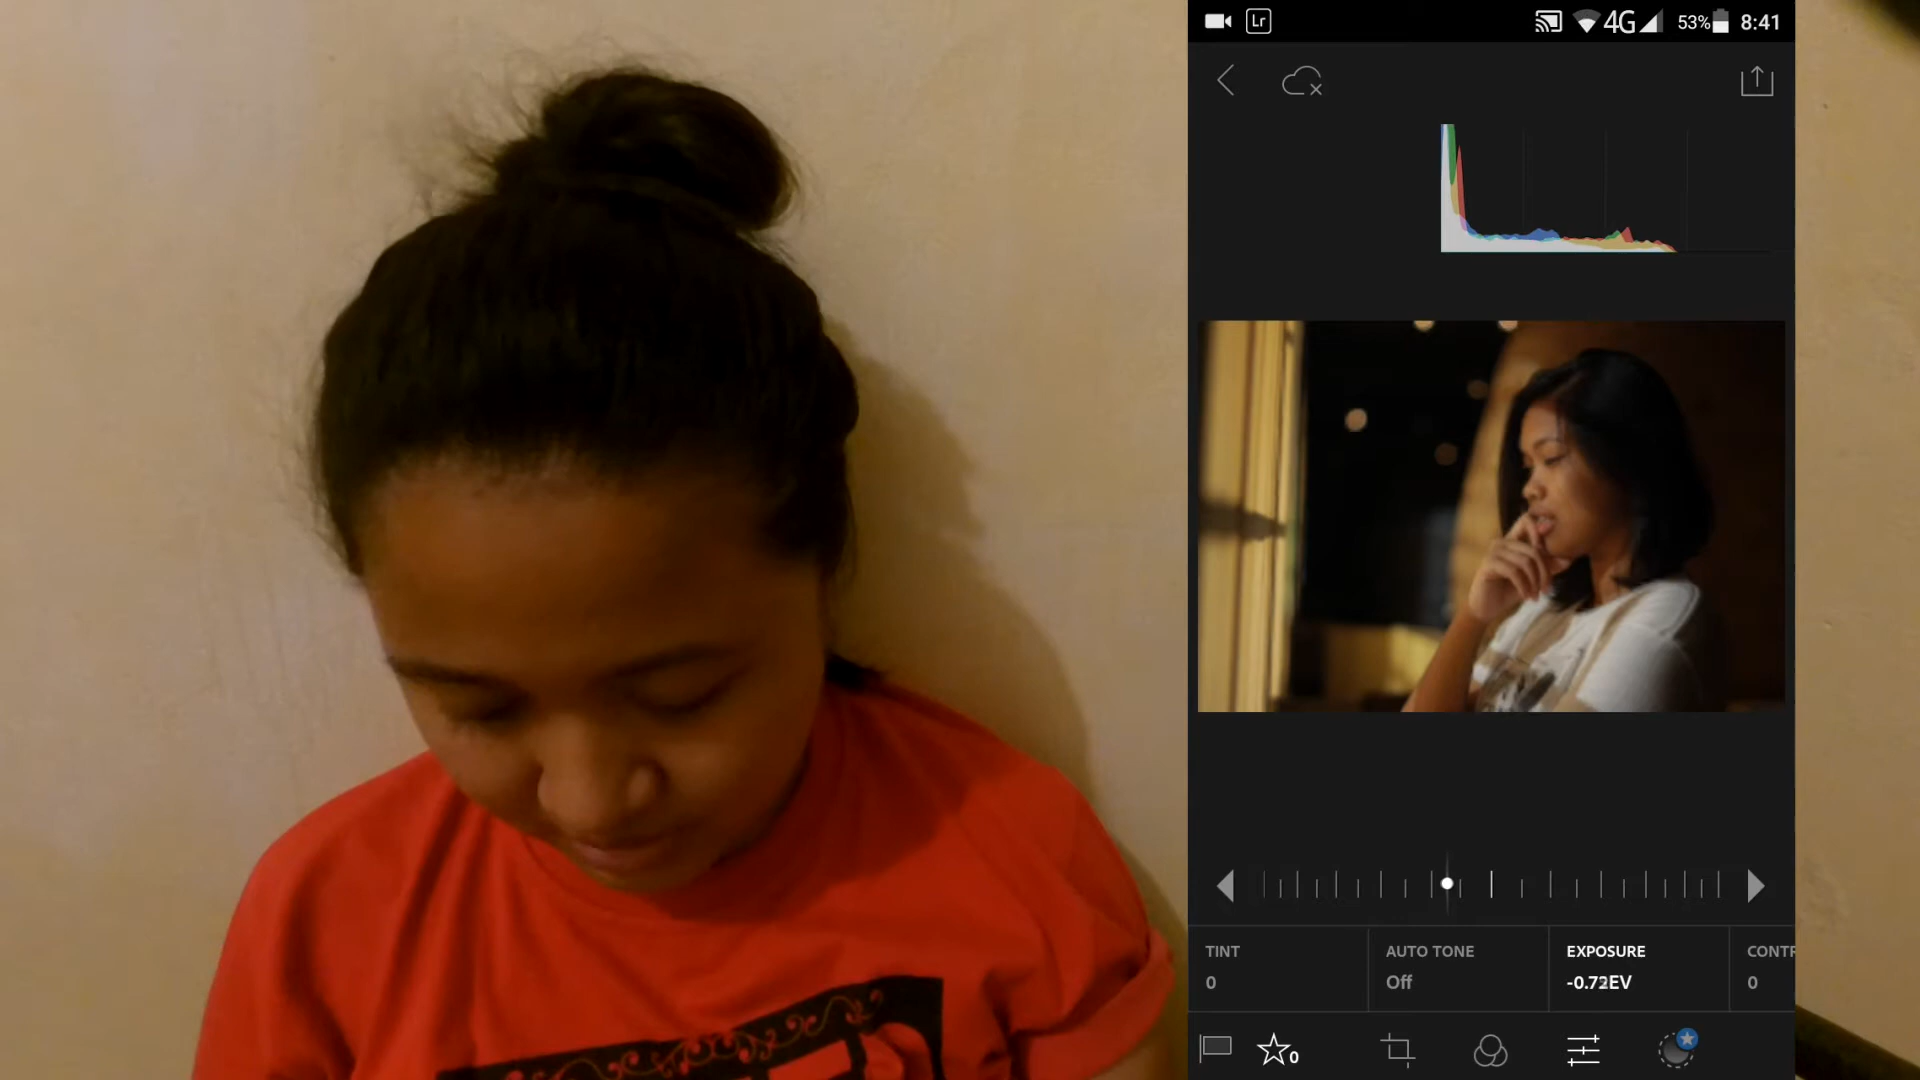 Lr
4G
53%
8:41
TINT
AUTO TONE
EXPOSURE
CONTR
0
Off
-0.72EV
0
0